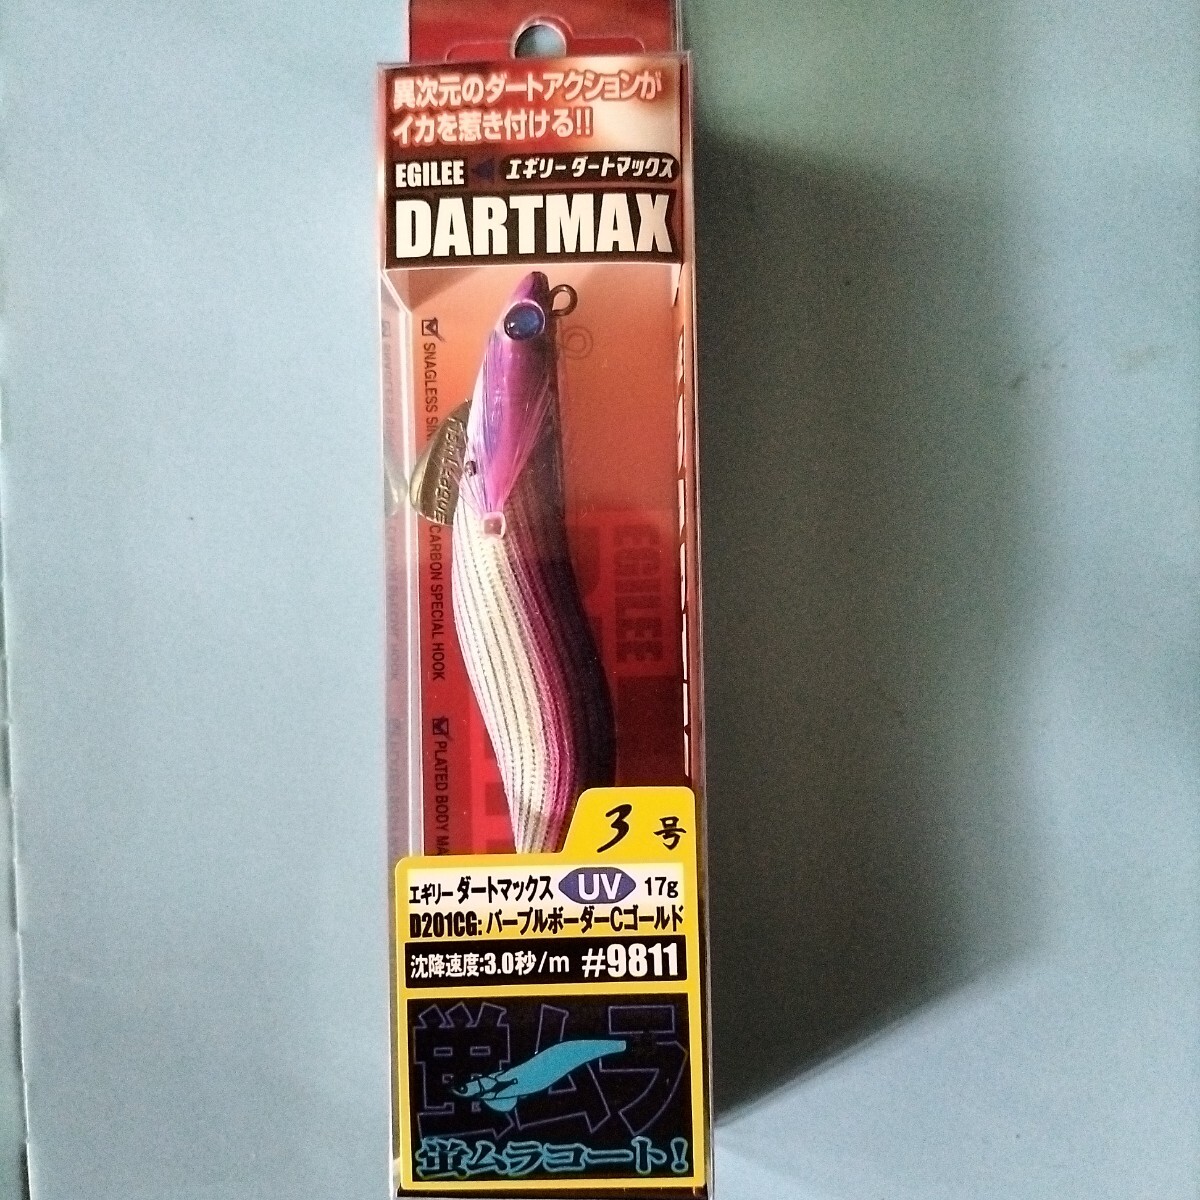 異次元のダートアクションが
イカを惹き付ける!!
EGILEE エギリー ダートマックス
DARTMAX
SNAGLESS
CARBON SPECIAL HOOK
PLATED BODY
Fish League
EGILEE
3号
エギリー ダートマックス UV 17g
D201CG: パープルボーダーCゴールド
沈降速度:3.0秒/m #9811
蛍ムラ
蛍ムラコート!